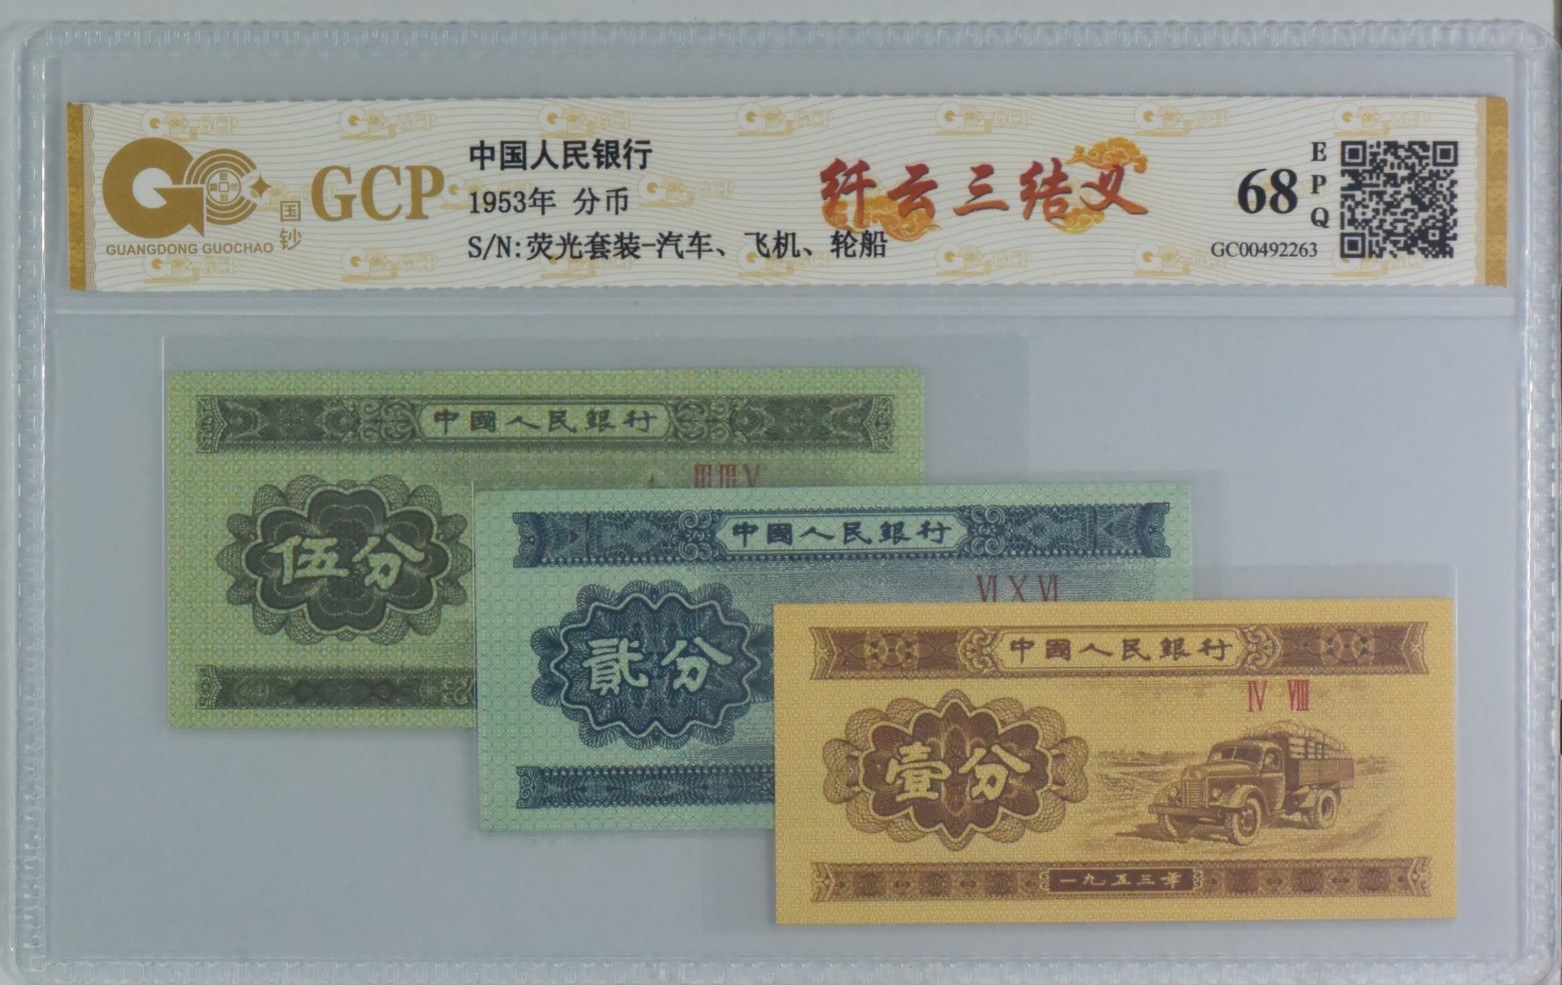 GCP
国钞
GUANGDONG GUOCHAO
中国人民银行
1953年 分币
S/N:荧光套装-汽车、飞机、轮船
纤云三结义
68
EPQ
GC00492263
中國人民銀行
III III V
伍分
中國人民銀行
VI X VI
貳分
中國人民銀行
IV VIII
壹分
一九五三年